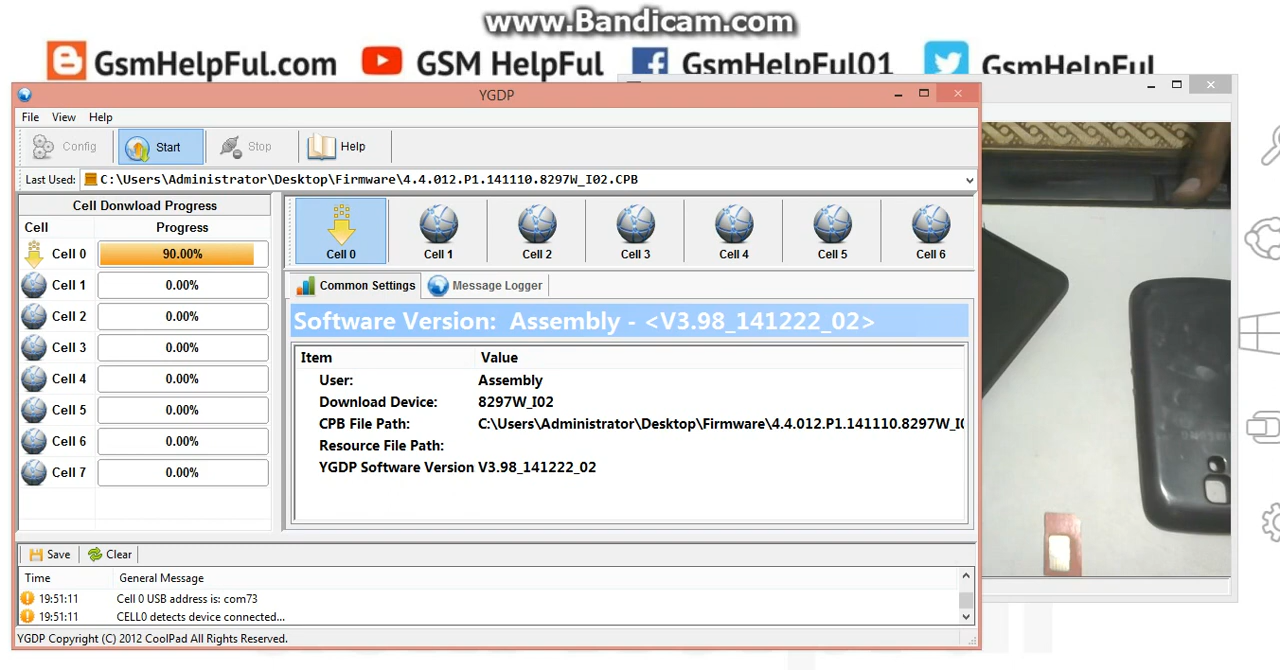 www.Bandicam.com
GsmHelpFul.com GSM HelpFul GsmHelpFul01 GsmHelpFul
YGDP
File View Help
Config Start Stop Help
Last Used: C:\Users\Administrator\Desktop\Firmware\4.4.012.P1.141110.8297W_I02.CPB
Cell Donwload Progress
Cell Progress
Cell 0 90.00%
Cell 1 0.00%
Cell 2 0.00%
Cell 3 0.00%
Cell 4 0.00%
Cell 5 0.00%
Cell 6 0.00%
Cell 7 0.00%
Cell 0 Cell 1 Cell 2 Cell 3 Cell 4 Cell 5 Cell 6
Common Settings Message Logger
Software Version: Assembly - <V3.98_141222_02>
Item Value
User: Assembly
Download Device: 8297W_I02
CPB File Path: C:\Users\Administrator\Desktop\Firmware\4.4.012.P1.141110.8297W_I(
Resource File Path:
YGDP Software Version V3.98_141222_02
Save Clear
Time General Message
19:51:11 Cell 0 USB address is: com73
19:51:11 CELL0 detects device connected...
YGDP Copyright (C) 2012 CoolPad All Rights Reserved.